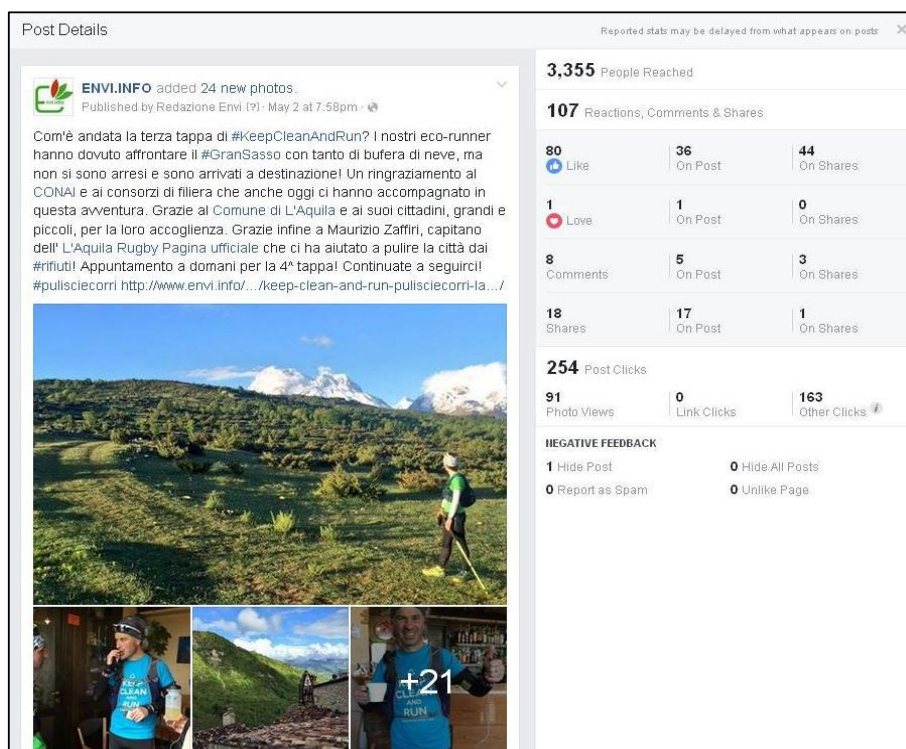 Post Details
Reported stats may be delayed from what appears on posts
ENVI.INFO added 24 new photos.
Published by Redazione Envi [?] · May 2 at 7:58pm ·
Com'è andata la terza tappa di #KeepCleanAndRun? I nostri eco-runner
hanno dovuto affrontare il #GranSasso con tanto di bufera di neve, ma
non si sono arresi e sono arrivati a destinazione! Un ringraziamento al
CONAI e ai consorzi di filiera che anche oggi ci hanno accompagnato in
questa avventura. Grazie al Comune di L'Aquila e ai suoi cittadini, grandi e
piccoli, per la loro accoglienza. Grazie infine a Maurizio Zaffiri, capitano
dell' L'Aquila Rugby Pagina ufficiale che ci ha aiutato a pulire la città dai
#rifiuti! Appuntamento a domani per la 4^ tappa! Continuate a seguirci!
#pulisciecorri http://www.envi.info/.../keep-clean-and-run-pulisciecorri-la.../
KEEP
CLEAN
AND
RUN
+21
KEEP
CLEAN
AND
RUN
3,355 People Reached
107 Reactions, Comments & Shares
80 36 44
Like On Post On Shares
1 1 0
Love On Post On Shares
8 5 3
Comments On Post On Shares
18 17 1
Shares On Post On Shares
254 Post Clicks
91 0 163
Photo Views Link Clicks Other Clicks
NEGATIVE FEEDBACK
1 Hide Post 0 Hide All Posts
0 Report as Spam 0 Unlike Page